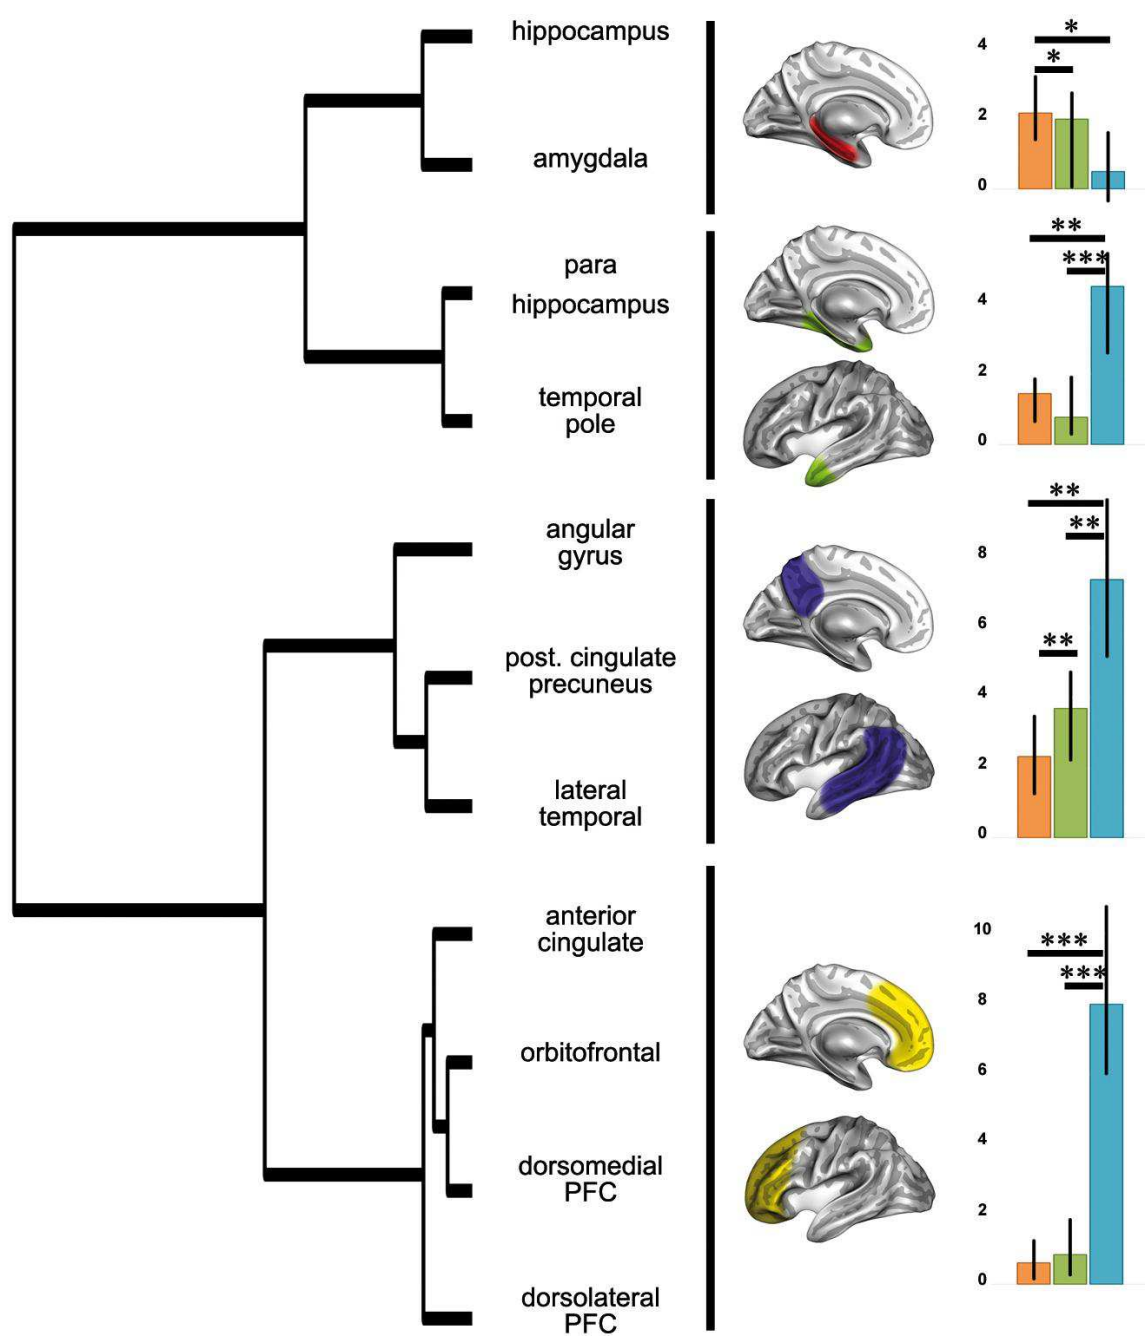 hippocampus
amygdala
para
hippocampus
temporal
pole
angular
gyrus
post. cingulate
precuneus
lateral
temporal
anterior
cingulate
orbitofrontal
dorsomedial
PFC
dorsolateral
PFC
4
*
*
2
0
**
***
4
2
0
**
8
**
6
**
4
2
0
10
***
***
8
6
4
2
0